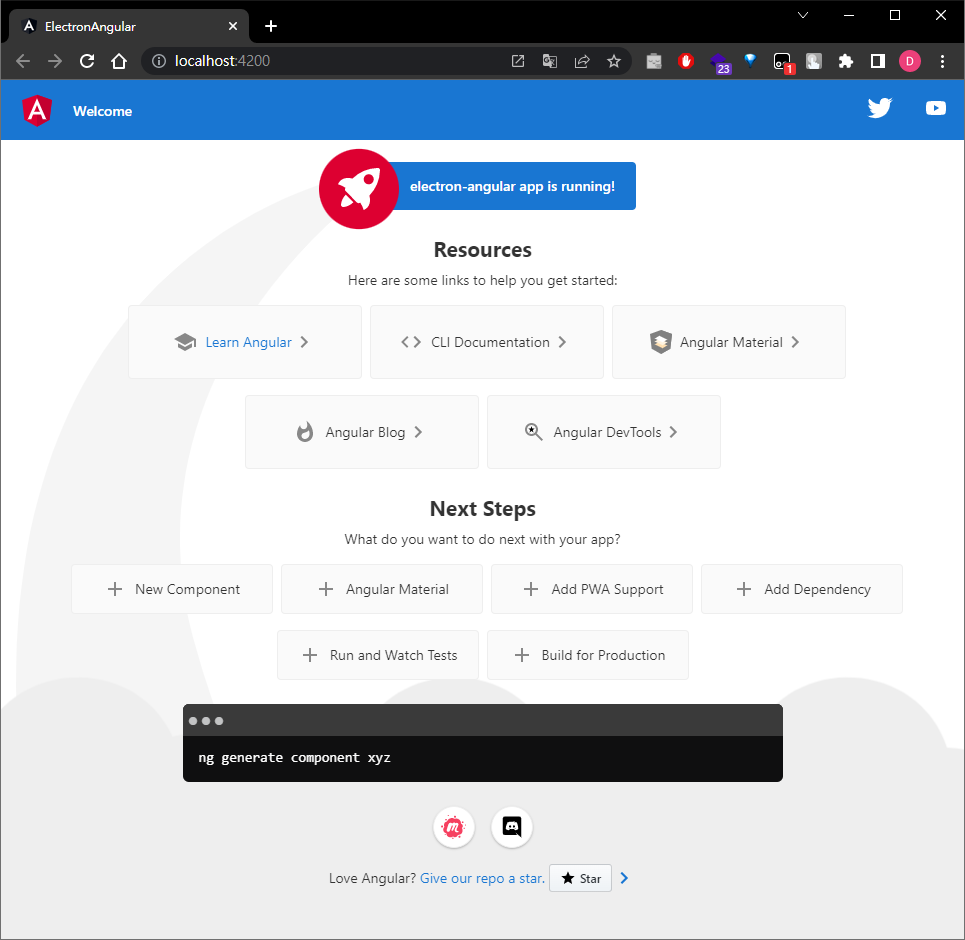 ElectronAngular
localhost:4200
23
1
D
Welcome
electron-angular app is running!
Resources
Here are some links to help you get started:
Learn Angular
CLI Documentation
Angular Material
Angular Blog
Angular DevTools
Next Steps
What do you want to do next with your app?
New Component
Angular Material
Add PWA Support
Add Dependency
Run and Watch Tests
Build for Production
ng generate component xyz
Love Angular? Give our repo a star. Star